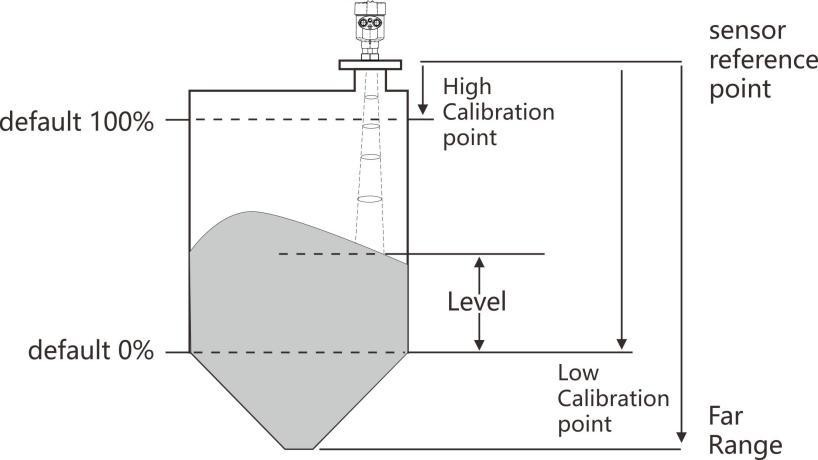 sensor
reference
point
High
Calibration
point
default 100%
Level
default 0%
Low
Calibration
point
Far
Range